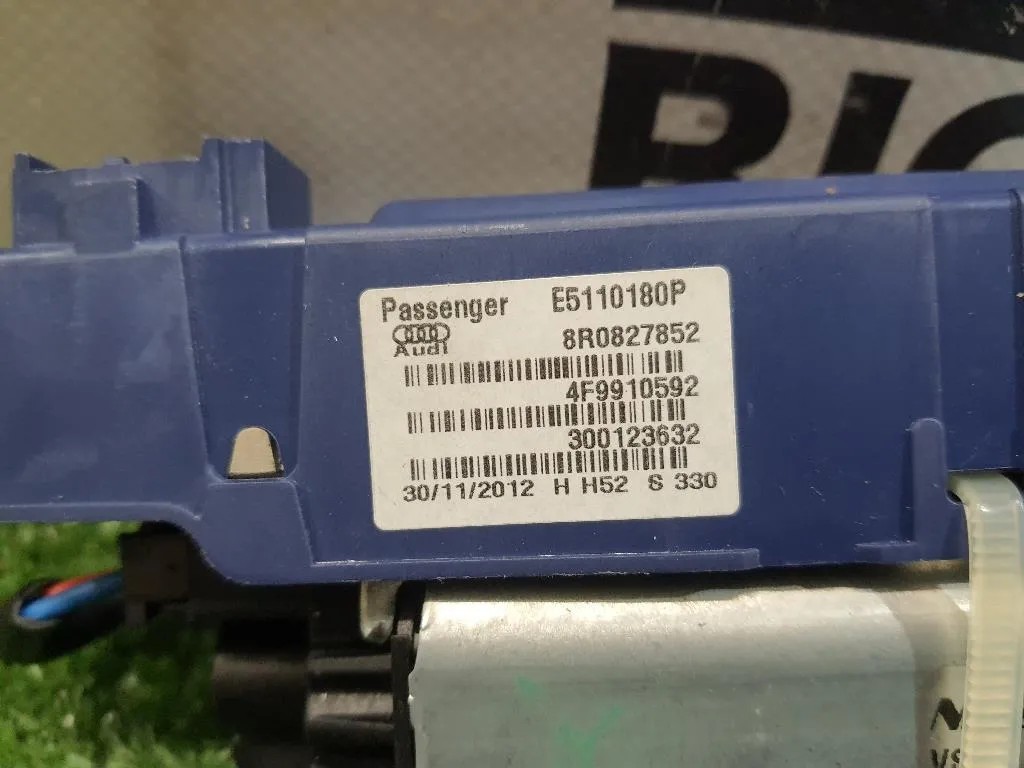 Passenger E5110180P
Audi 8R0827852
4F9910592
300123632
30/11/2012 H H52 S 330